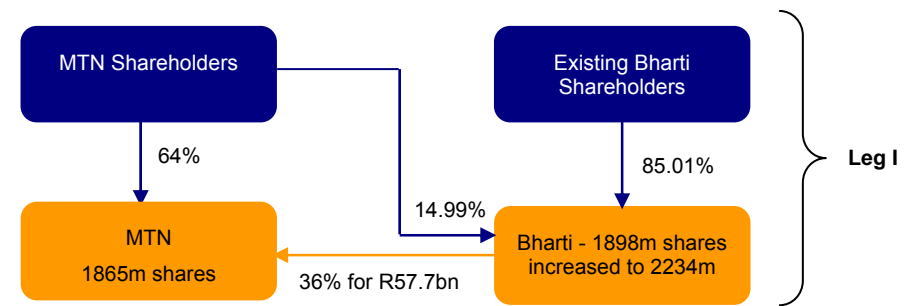 MTN Shareholders
Existing Bharti
Shareholders
64%
85.01%
Leg I
14.99%
MTN
1865m shares
Bharti - 1898m shares
increased to 2234m
36% for R57.7bn